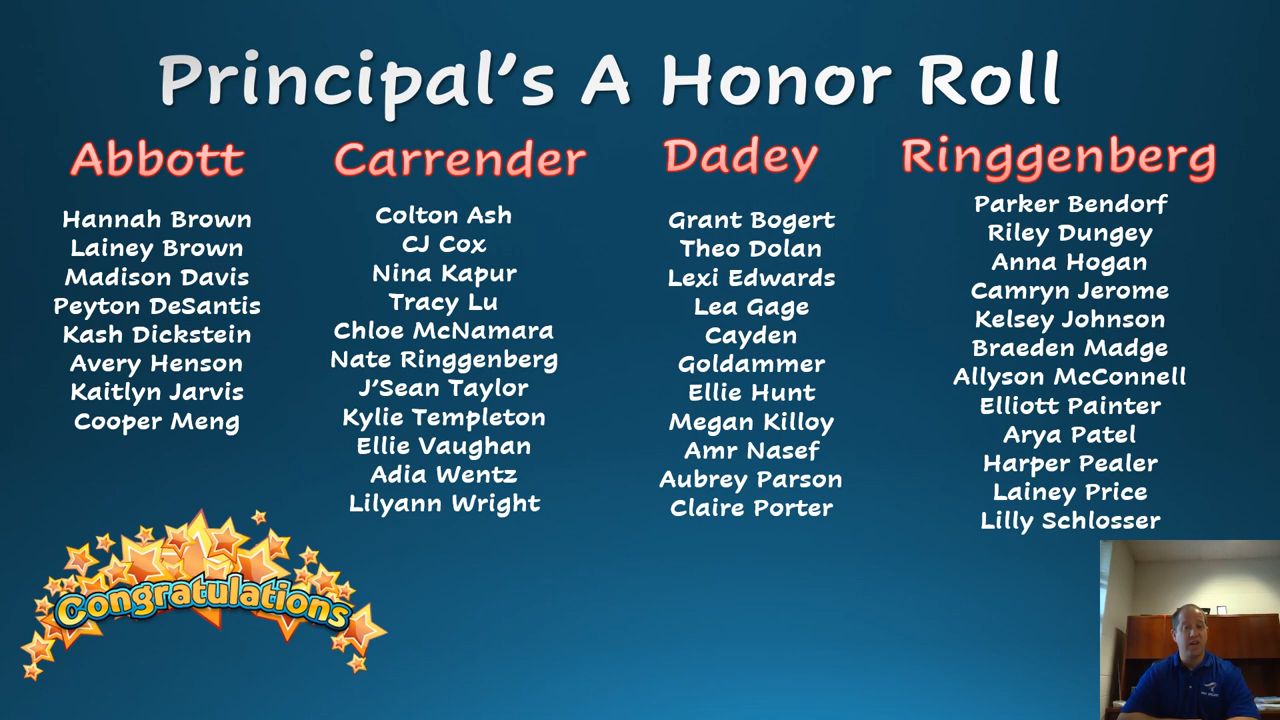 Principal's A Honor Roll
Abbott
Hannah Brown
Lainey Brown
Madison Davis
Peyton DeSantis
Kash Dickstein
Avery Henson
Kaitlyn Jarvis
Cooper Meng
Carrender
Colton Ash
CJ Cox
Nina Kapur
Tracy Lu
Chloe McNamara
Nate Ringgenberg
J'Sean Taylor
Kylie Templeton
Ellie Vaughan
Adia Wentz
Lilyann Wright
Dadey
Grant Bogert
Theo Dolan
Lexi Edwards
Lea Gage
Cayden
Goldammer
Ellie Hunt
Megan Killoy
Amr Nasef
Aubrey Parson
Claire Porter
Ringgenberg
Parker Bendorf
Riley Dungey
Anna Hogan
Camryn Jerome
Kelsey Johnson
Braeden Madge
Allyson McConnell
Elliott Painter
Arya Patel
Harper Pealer
Lainey Price
Lilly Schlosser
Congratulations